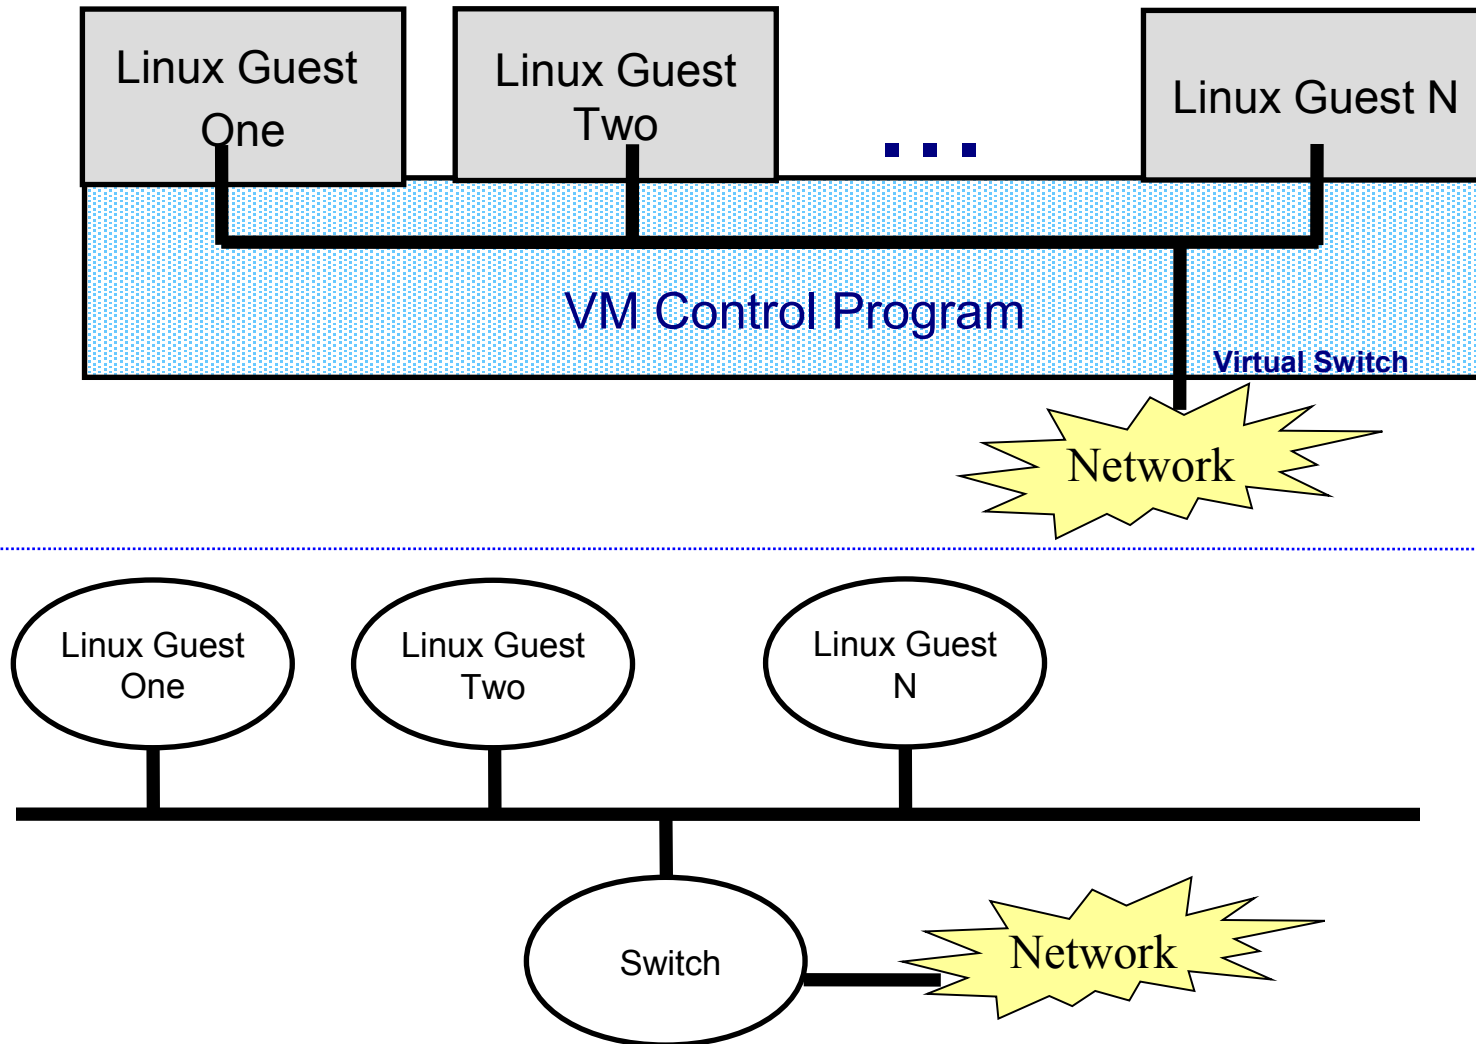 Linux Guest
One
Linux Guest
Two
...
Linux Guest N
VM Control Program
Virtual Switch
Network
Linux Guest
One
Linux Guest
Two
Linux Guest
N
Switch
Network